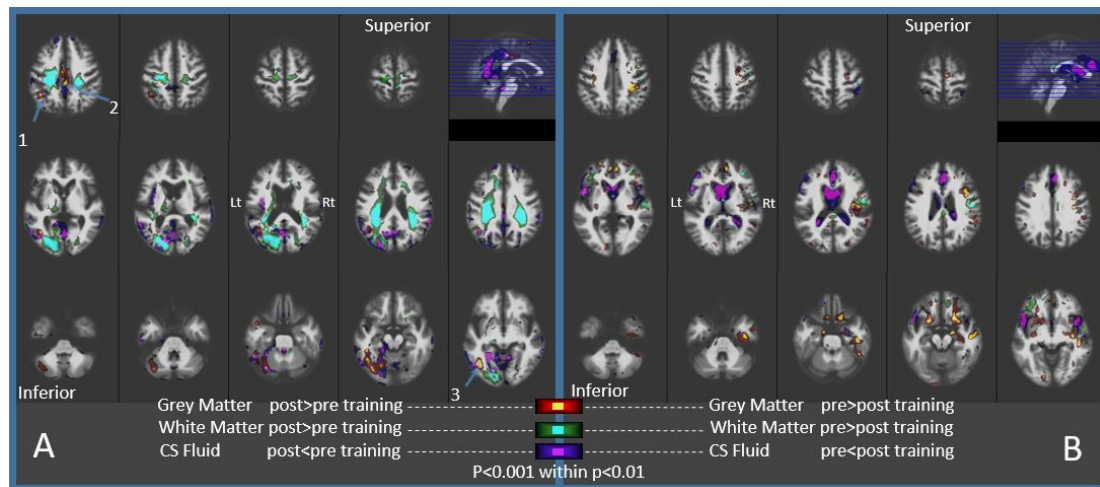 Superior
Superior
2
1
Lt
Rt
Lt
Rt
Inferior
3
Inferior
Grey Matter post>pre training
Grey Matter pre>post training
White Matter post>pre training
White Matter pre>post training
CS Fluid post<pre training
CS Fluid pre<post training
A
B
P<0.001 within p<0.01